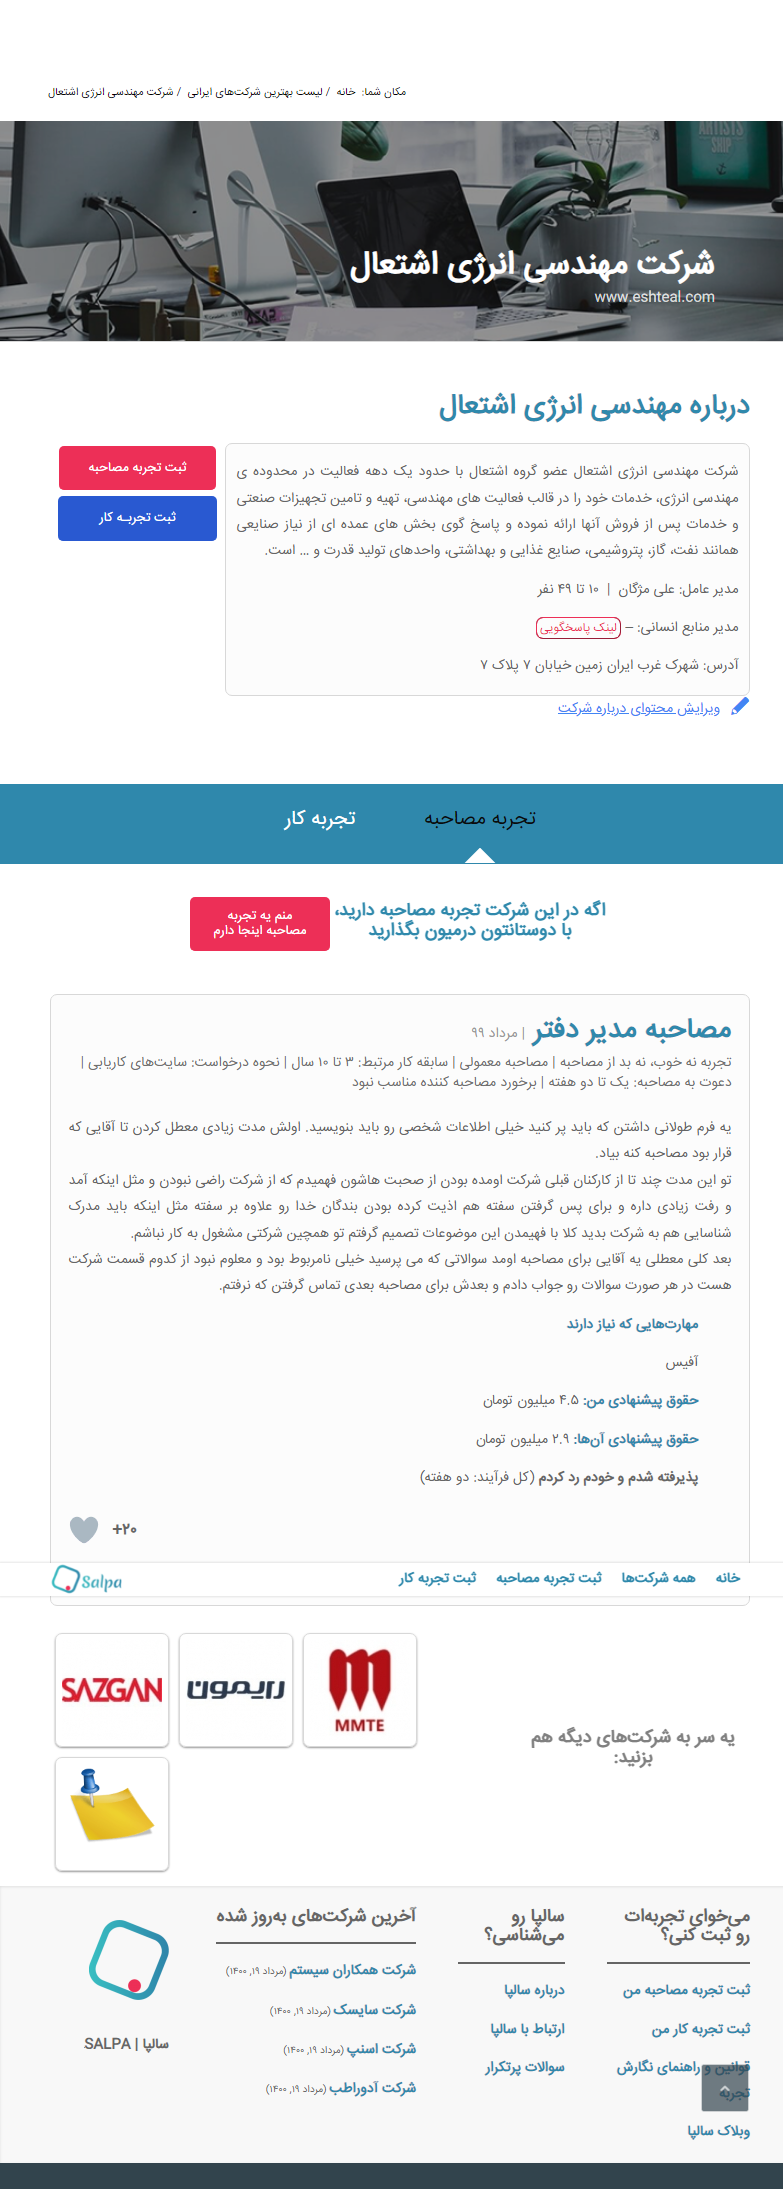 مکان شما: خانه / لیست بهترین شرکت‌های ایرانی / شرکت مهندسی انرژی اشتعال
ARTISTS
SHIP
شرکت مهندسی انرژی اشتعال
www.eshteal.com
درباره مهندسی انرژی اشتعال
شرکت مهندسی انرژی اشتعال عضو گروه اشتعال با حدود یک دهه فعالیت در محدوده ی
مهندسی انرژی، خدمات خود را در قالب فعالیت های مهندسی، تهیه و تامین تجهیزات صنعتی
و خدمات پس از فروش آنها ارائه نموده و پاسخ گوی بخش های عمده ای از نیاز صنایعی
همانند نفت، گاز، پتروشیمی، صنایع غذایی و بهداشتی، واحدهای تولید قدرت و ... است.
مدیر عامل: علی مژگان | ۱۰ تا ۴۹ نفر
مدیر منابع انسانی: – لینک پاسخگویی
آدرس: شهرک غرب ایران زمین خیابان ۷ پلاک ۷
ویرایش محتوای درباره شرکت
ثبت تجربه مصاحبه
ثبت تجربـه کار
تجربه مصاحبه
تجربه کار
اگه در این شرکت تجربه مصاحبه دارید،
با دوستانتون درمیون بگذارید
منم یه تجربه
مصاحبه اینجا دارم
مصاحبه مدیر دفتر | مرداد ۹۹
تجربه نه خوب، نه بد از مصاحبه | مصاحبه معمولی | سابقه کار مرتبط: ۳ تا ۱۰ سال | نحوه درخواست: سایت‌های کاریابی |
دعوت به مصاحبه: یک تا دو هفته | برخورد مصاحبه کننده مناسب نبود
یه فرم طولانی داشتن که باید پر کنید خیلی اطلاعات شخصی رو باید بنویسید. اولش مدت زیادی معطل کردن تا آقایی که
قرار بود مصاحبه کنه بیاد.
تو این مدت چند تا از کارکنان قبلی شرکت اومده بودن از صحبت هاشون فهمیدم که از شرکت راضی نبودن و مثل اینکه آمد
و رفت زیادی داره و برای پس گرفتن سفته هم اذیت کرده بودن بندگان خدا رو علاوه بر سفته مثل اینکه باید مدرک
شناسایی هم به شرکت بدید کلا با فهیمدن این موضوعات تصمیم گرفتم تو همچین شرکتی مشغول به کار نباشم.
بعد کلی معطلی یه آقایی برای مصاحبه اومد سوالاتی که می پرسید خیلی نامربوط بود و معلوم نبود از کدوم قسمت شرکت
هست در هر صورت سوالات رو جواب دادم و بعدش برای مصاحبه بعدی تماس گرفتن که نرفتم.
مهارت‌هایی که نیاز دارند
آفیس
حقوق پیشنهادی من: ۴.۵ میلیون تومان
حقوق پیشنهادی آن‌ها: ۲.۹ میلیون تومان
پذیرفته شدم و خودم رد کردم (کل فرآیند: دو هفته)
+۲۰
خانه همه شرکت‌ها ثبت تجربه مصاحبه ثبت تجربه کار
Salpa
یه سر به شرکت‌های دیگه هم
بزنید:
MMTE
ریمون
SAZGAN
می‌خوای تجربه‌ات
رو ثبت کنی؟
ثبت تجربه مصاحبه من
ثبت تجربه کار من
قوانین و راهنمای نگارش
تجربه
وبلاک سالپا
سالپا رو
می‌شناسی؟
درباره سالپا
ارتباط با سالپا
سوالات پرتکرار
آخرین شرکت‌های به‌روز شده
شرکت همکاران سیستم (مرداد ۱۹, ۱۴۰۰)
شرکت سایسک (مرداد ۱۹, ۱۴۰۰)
شرکت اسنپ (مرداد ۱۹, ۱۴۰۰)
شرکت آدوراطب (مرداد ۱۹, ۱۴۰۰)
سالپا | SALPA